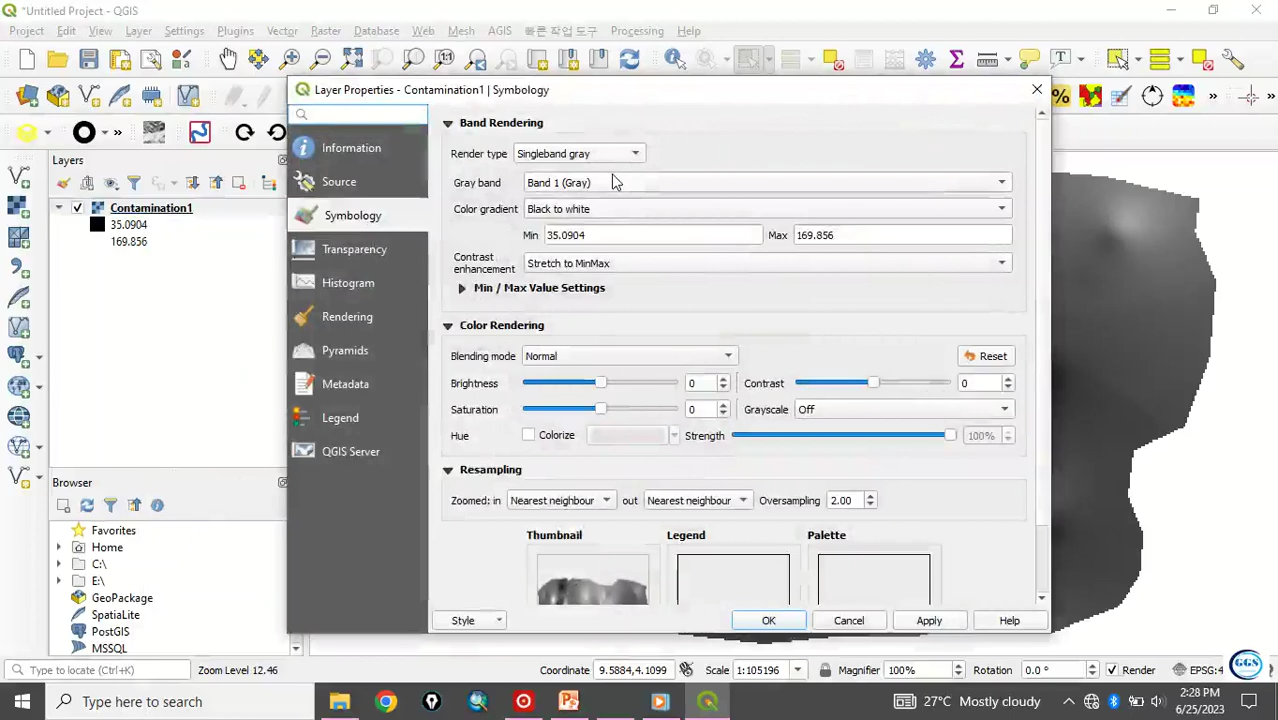 *Untitled Project - QGIS
Project Edit View Layer Settings Plugins Vector Raster Database Web Mesh AGIS 빠른 작업 도구 Processing Help
Layer Properties - Contamination1 | Symbology
Layers
Contamination1
35.0904
169.856
Information
Source
Symbology
Transparency
Histogram
Rendering
Pyramids
Metadata
Legend
QGIS Server
Band Rendering
Render type Singleband gray
Gray band Band 1 (Gray)
Color gradient Black to white
Min 35.0904 Max 169.856
Contrast enhancement Stretch to MinMax
Min / Max Value Settings
Color Rendering
Blending mode Normal Reset
Brightness 0 Contrast 0
Saturation 0 Grayscale Off
Hue Colorize Strength 100%
Resampling
Zoomed: in Nearest neighbour out Nearest neighbour Oversampling 2.00
Thumbnail Legend Palette
Style OK Cancel Apply Help
Browser
Favorites
Home
C:\
E:\
GeoPackage
SpatiaLite
PostGIS
MSSQL
Type to locate (Ctrl+K) Zoom Level 12.46 Coordinate 9.5884,4.1099 Scale 1:105196 Magnifier 100% Rotation 0.0 ° Render EPSG:4
GGS
Type here to search 27°C Mostly cloudy 2:28 PM
6/25/2023